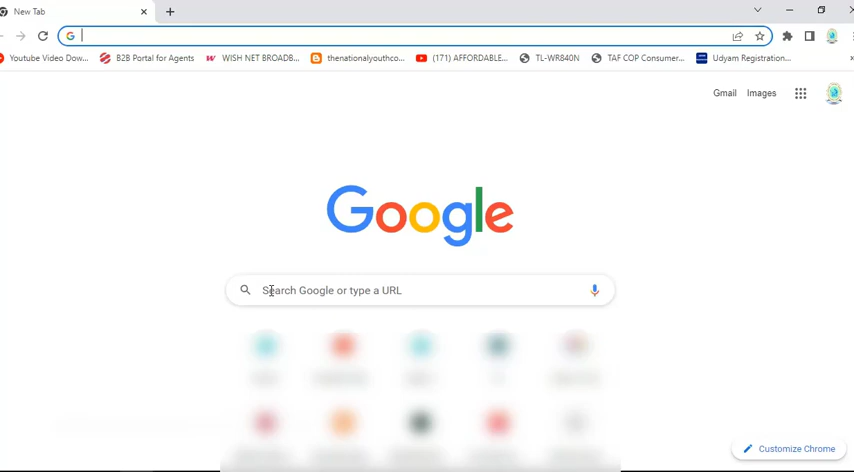 New Tab
Youtube Video Dow... B2B Portal for Agents WISH NET BROADB... thenationalyouthco... (171) AFFORDABLE... TL-WR840N TAF COP Consumer... Udyam Registration...
Gmail Images
Google
Search Google or type a URL
Customize Chrome